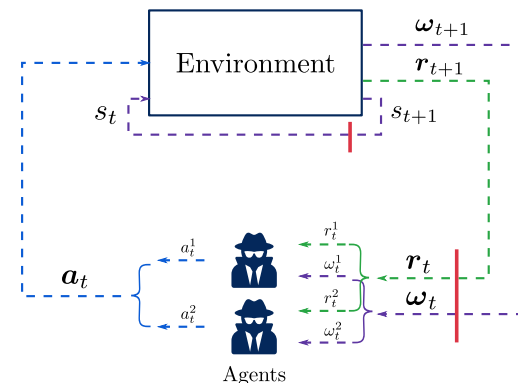 ω_{t+1}
Environment
r_{t+1}
s_t
s_{t+1}
r_t^1
a_t^1
ω_t^1
r_t
a_t
r_t^2
ω_t
a_t^2
ω_t^2
Agents